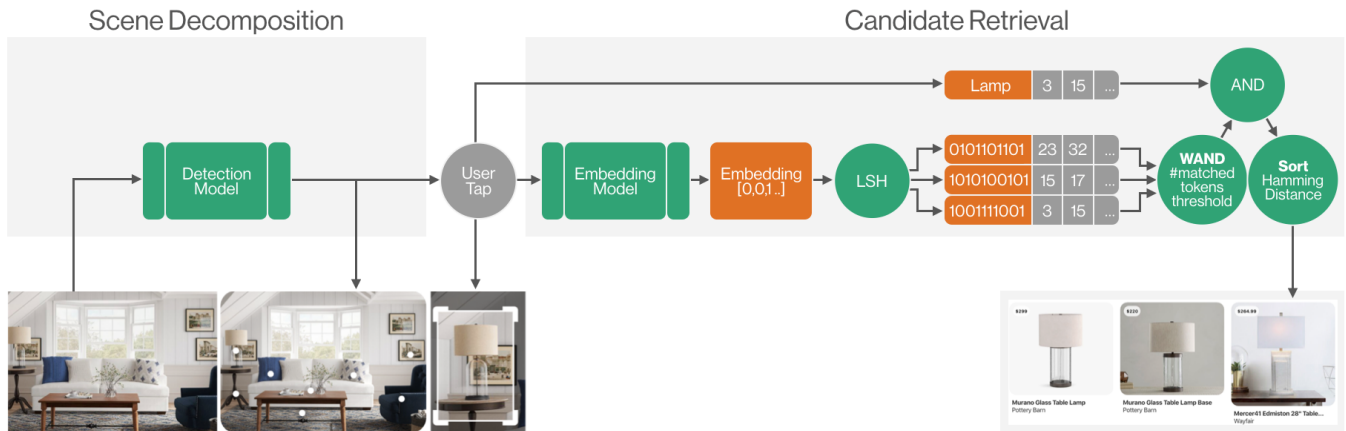 Scene Decomposition
Candidate Retrieval
Lamp 3 15 ...
AND
Detection
Model
User
Tap
Embedding
Model
Embedding
[0,0,1 ..]
LSH
0101101101 23 32 ...
1010100101 15 17 ...
1001111001 3 15 ...
WAND
#matched
tokens
threshold
Sort
Hamming
Distance
$299
$220
$264.99
Murano Glass Table Lamp
Pottery Barn
Murano Glass Table Lamp Base
Pottery Barn
Mercer41 Edmiston 28" Table...
Wayfair